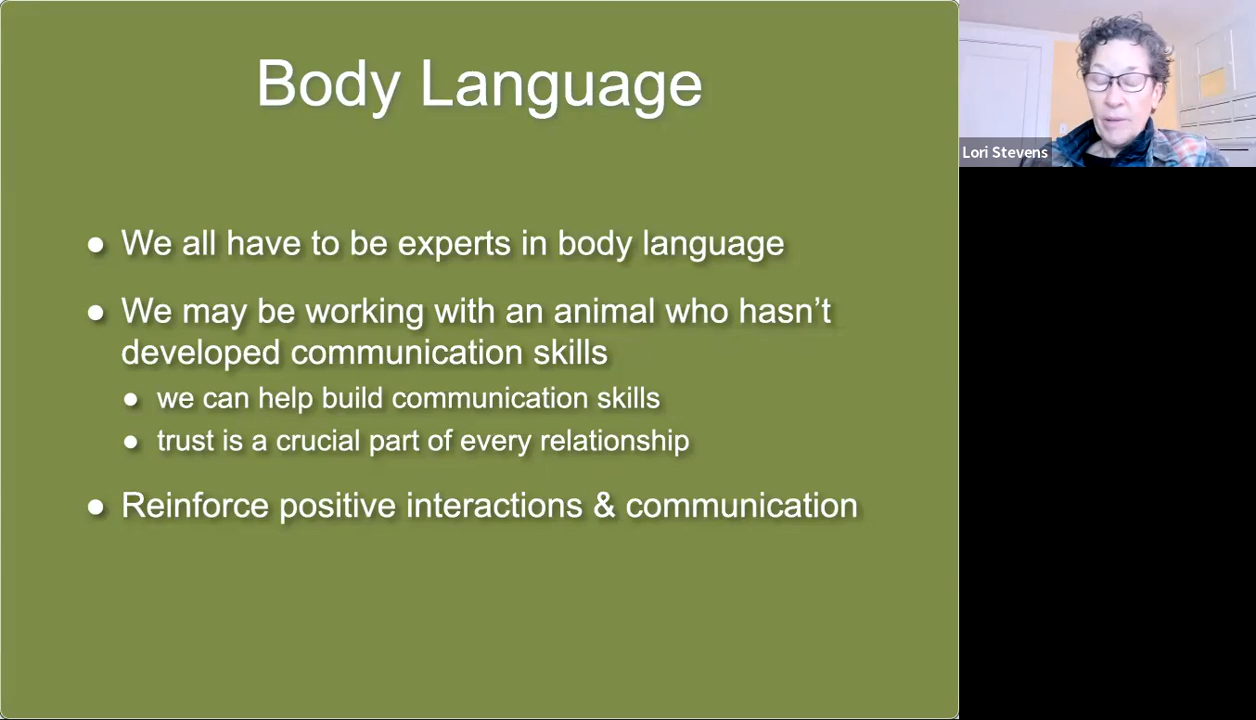 Body Language
● We all have to be experts in body language
● We may be working with an animal who hasn’t
developed communication skills
● we can help build communication skills
● trust is a crucial part of every relationship
● Reinforce positive interactions & communication
Lori Stevens